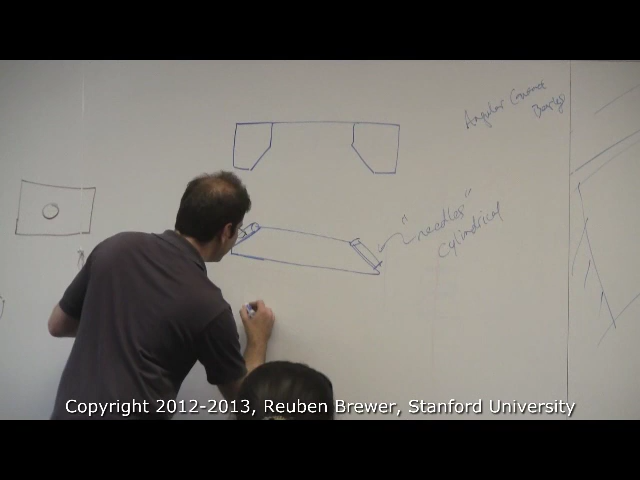 Angular Contact
Bearings
"needles"
cylindrical
Copyright 2012-2013, Reuben Brewer, Stanford University